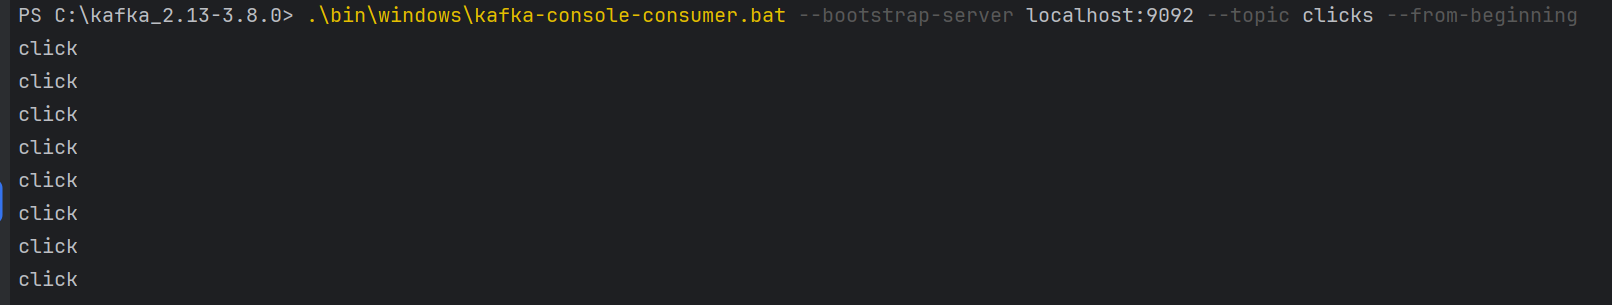 PS C:\kafka_2.13-3.8.0> .\bin\windows\kafka-console-consumer.bat --bootstrap-server localhost:9092 --topic clicks --from-beginning
click
click
click
click
click
click
click
click